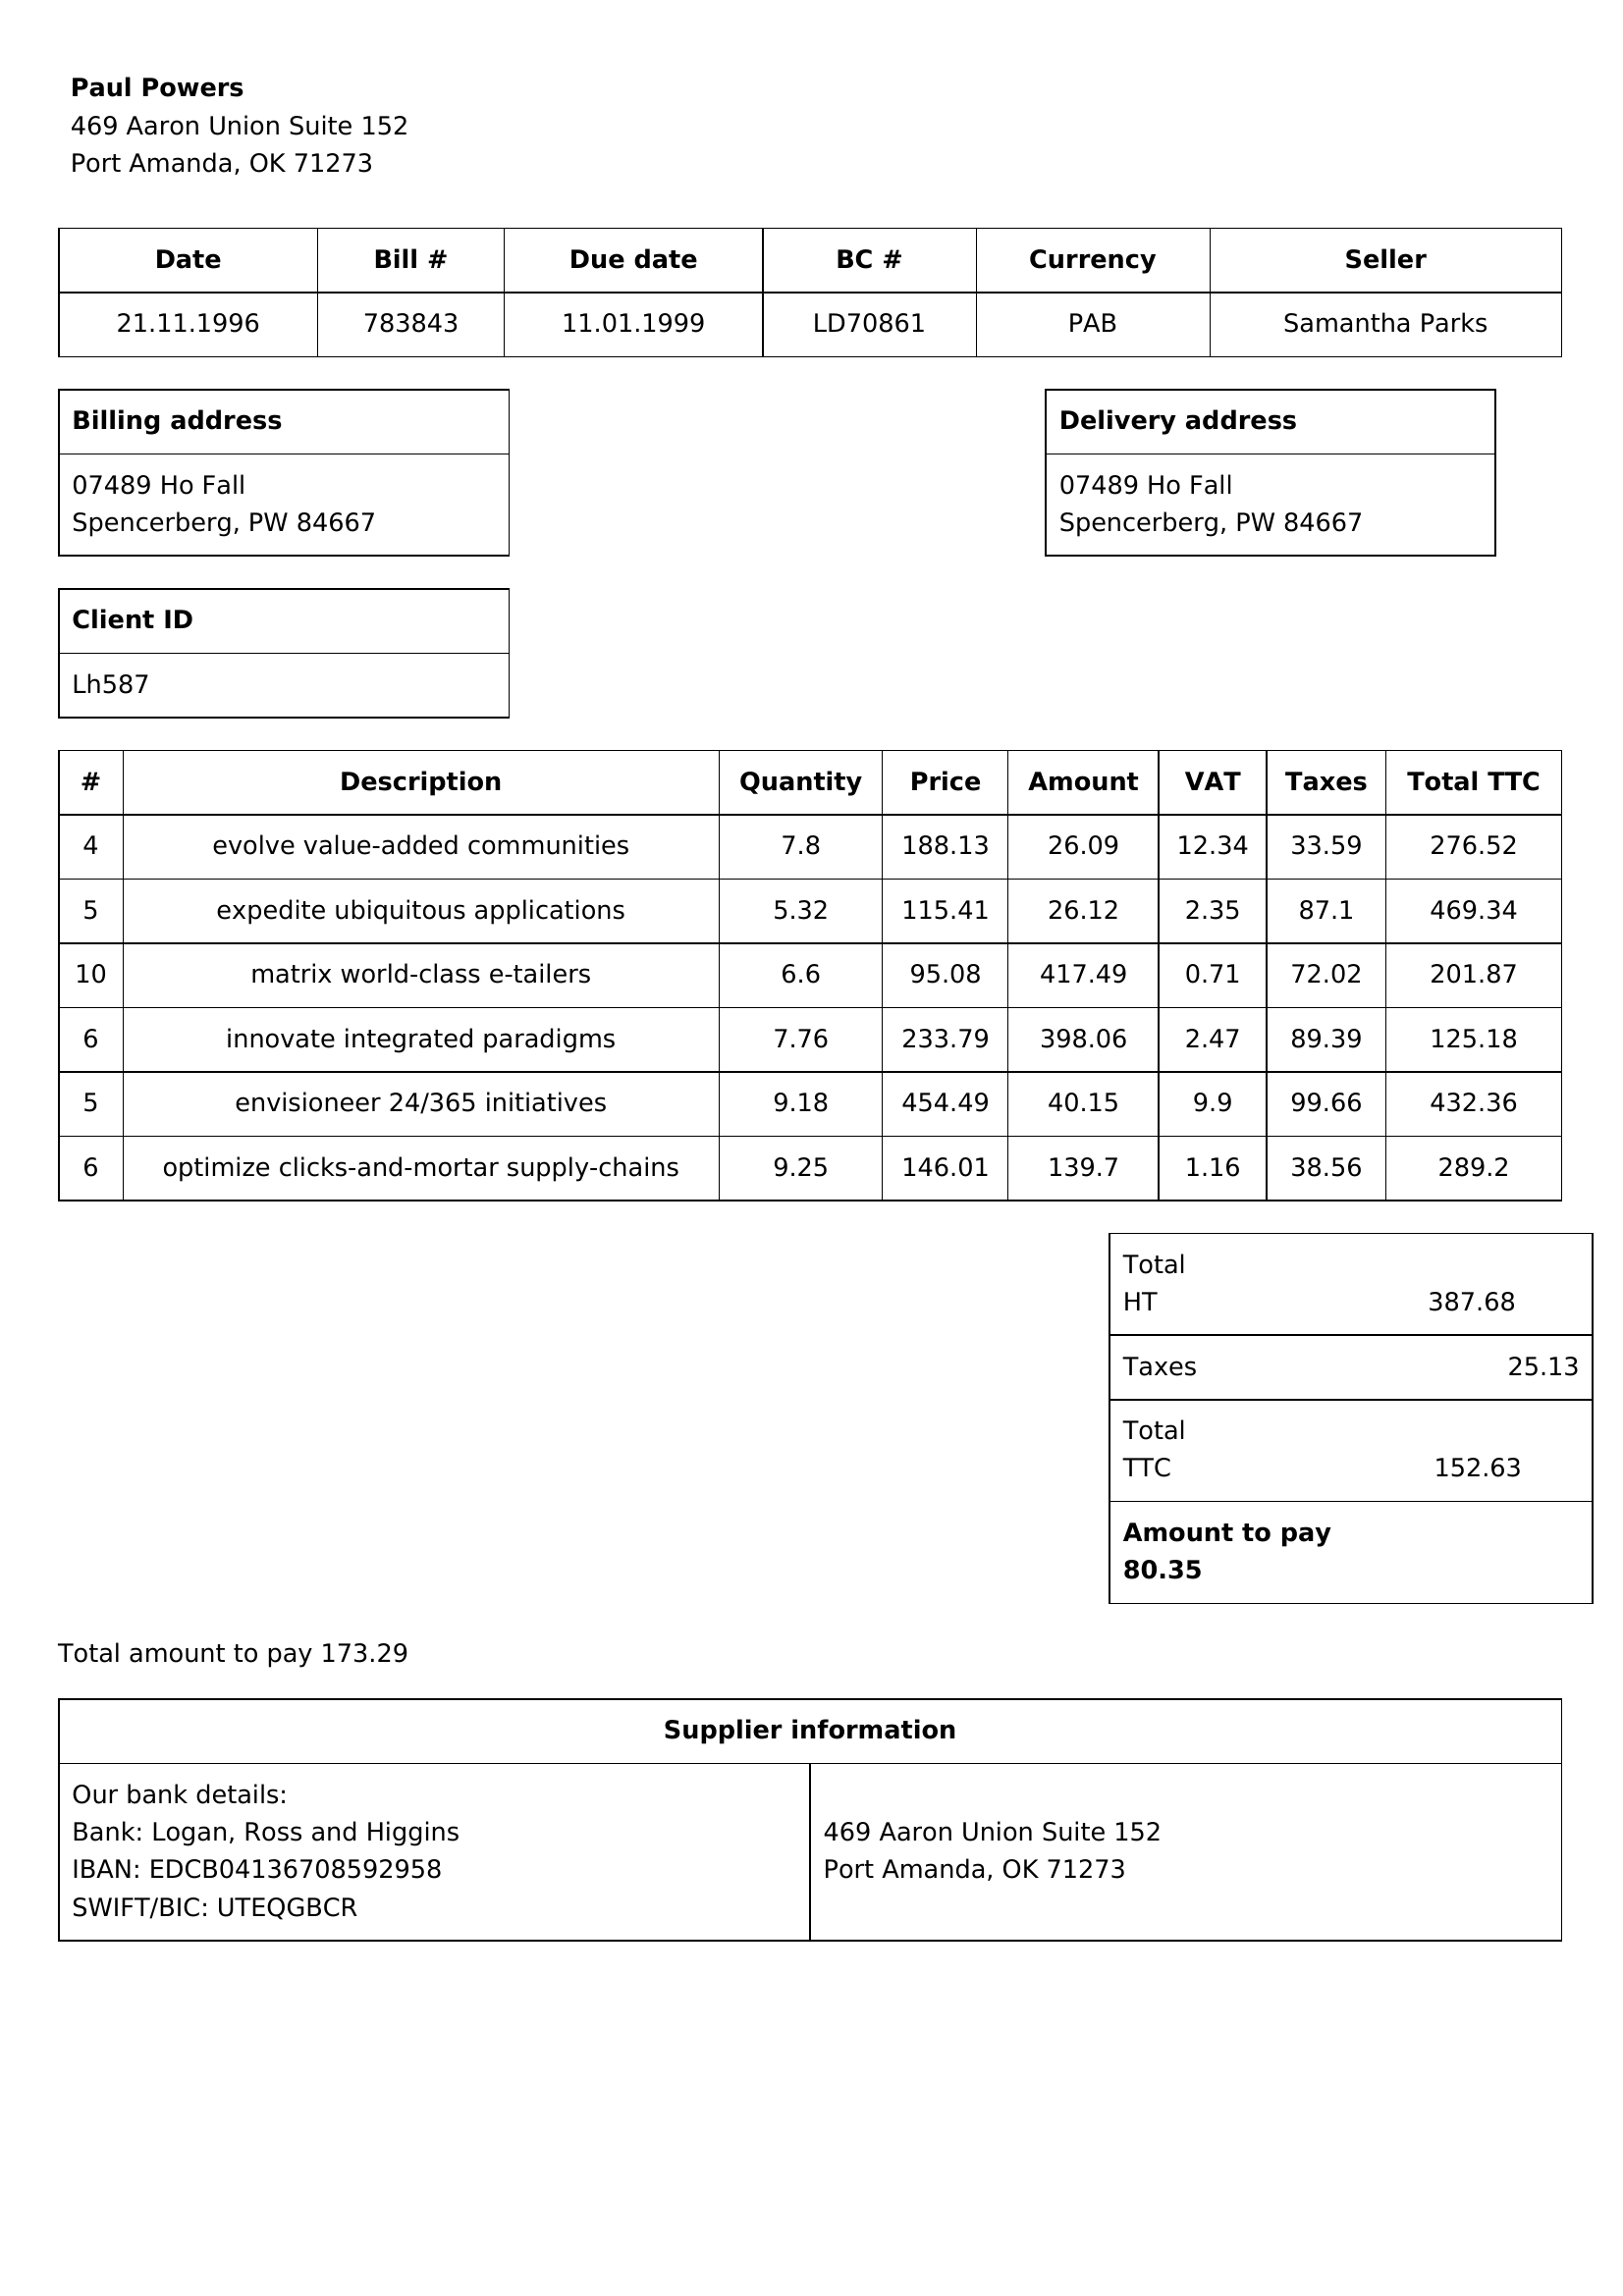 Paul Powers
469 Aaron Union Suite 152
Port Amanda, OK 71273
Date Bill # Due date BC # Currency Seller
21.11.1996 783843 11.01.1999 LD70861 PAB Samantha Parks
Billing address
07489 Ho Fall
Spencerberg, PW 84667
Delivery address
07489 Ho Fall
Spencerberg, PW 84667
Client ID
Lh587
# Description Quantity Price Amount VAT Taxes Total TTC
4 evolve value-added communities 7.8 188.13 26.09 12.34 33.59 276.52
5 expedite ubiquitous applications 5.32 115.41 26.12 2.35 87.1 469.34
10 matrix world-class e-tailers 6.6 95.08 417.49 0.71 72.02 201.87
6 innovate integrated paradigms 7.76 233.79 398.06 2.47 89.39 125.18
5 envisioneer 24/365 initiatives 9.18 454.49 40.15 9.9 99.66 432.36
6 optimize clicks-and-mortar supply-chains 9.25 146.01 139.7 1.16 38.56 289.2
Total
HT 387.68
Taxes 25.13
Total
TTC 152.63
Amount to pay
80.35
Total amount to pay 173.29
Supplier information
Our bank details:
Bank: Logan, Ross and Higgins
IBAN: EDCB04136708592958
SWIFT/BIC: UTEQGBCR
469 Aaron Union Suite 152
Port Amanda, OK 71273